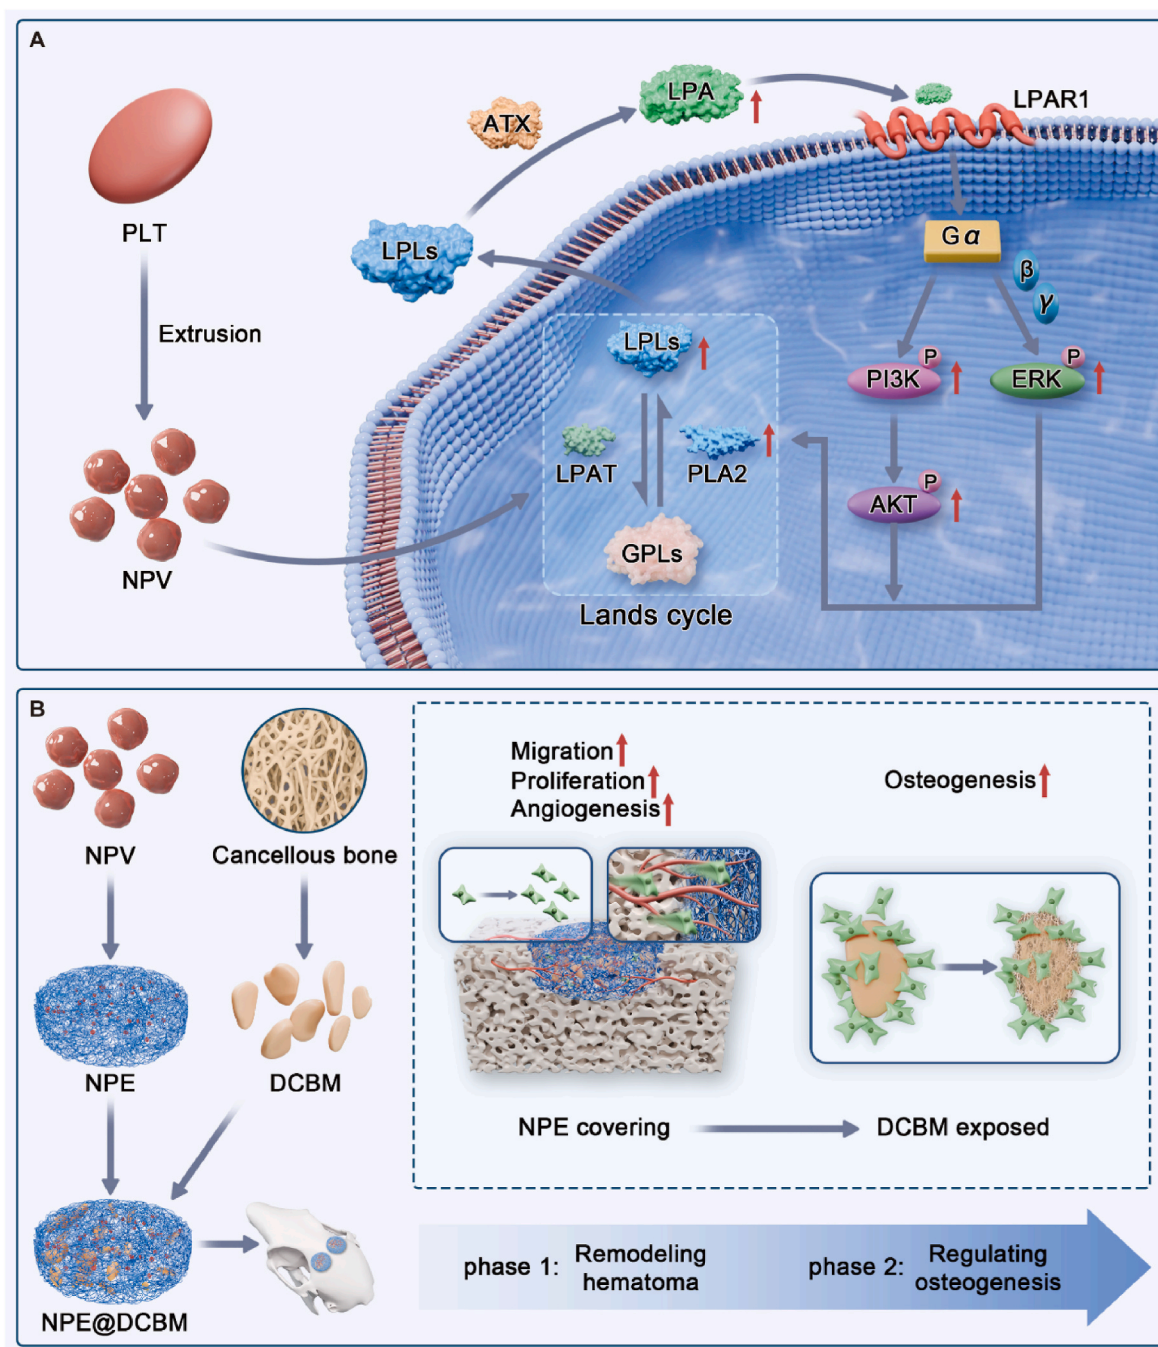 A
PLT
Extrusion
NPV
ATX
LPA
LPAR1
LPLs
Gα
β
γ
LPLs
P
PI3K
P
ERK
LPAT
PLA2
P
AKT
GPLs
Lands cycle
B
NPV
Cancellous bone
NPE
DCBM
NPE@DCBM
Migration
Proliferation
Angiogenesis
Osteogenesis
NPE covering
DCBM exposed
phase 1: Remodeling
hematoma
phase 2: Regulating
osteogenesis